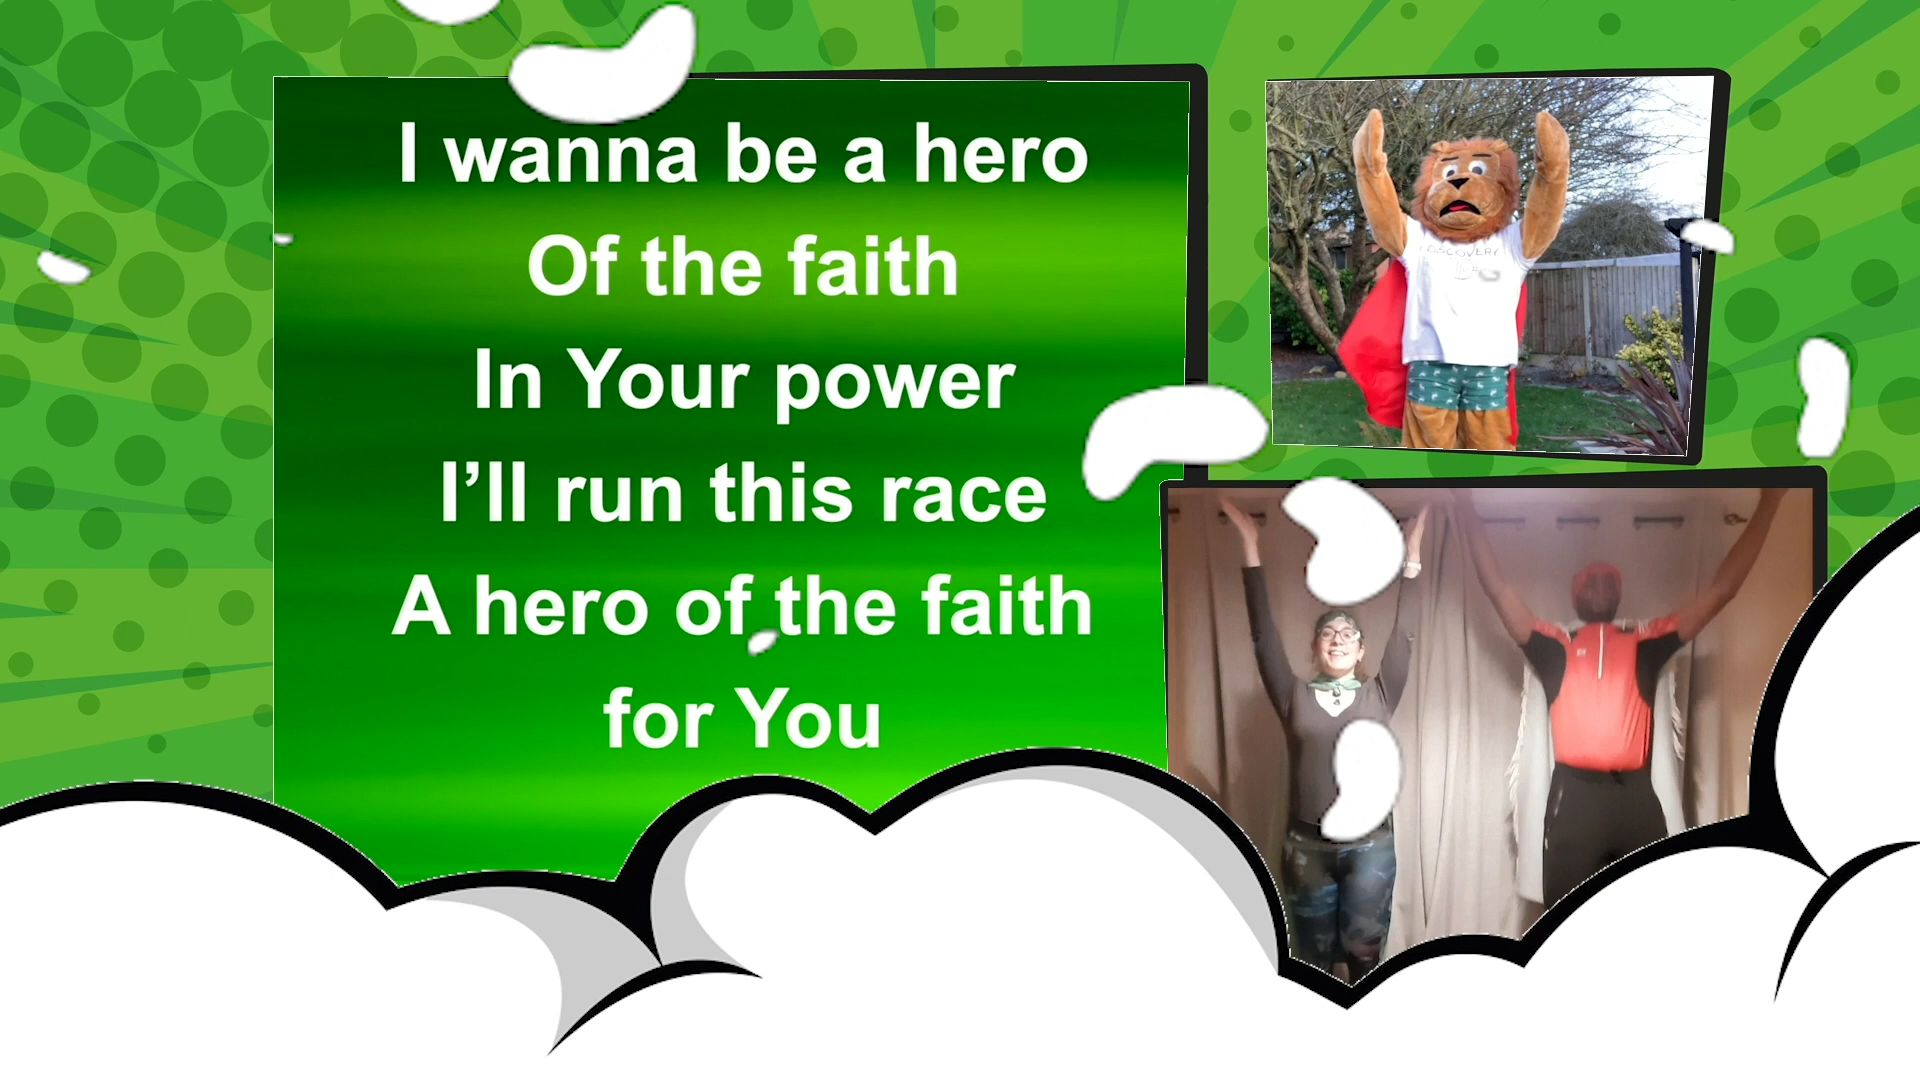 I wanna be a hero
Of the faith
In Your power
I’ll run this race
A hero of the faith
for You
DISCOVERY